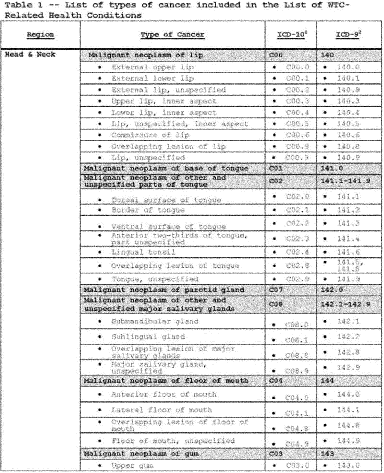 Table 1 -- List of types of cancer included in the List of WTC-
Related Health Conditions
Region Type of Cancer ICD-10 ICD-9
Head & Neck Malignant neoplasm of lip C00 140
• External upper lip • C00.0 • 140.0
• External lower lip • C00.1 • 140.1
• External lip, unspecified • C00.2 • 140.9
• Upper lip, inner aspect • C00.3 • 140.3
• Lower lip, inner aspect • C00.4 • 140.4
• Lip, unspecified, inner aspect • C00.5 • 140.5
• Commissure of lip • C00.6 • 140.6
• Overlapping lesion of lip • C00.8 • 140.8
• Lip, unspecified • C00.9 • 140.9
Malignant neoplasm of base of tongue C01 141.0
Malignant neoplasm of other and
unspecified parts of tongue C02 141.1-141.9
• Dorsal surface of tongue • C02.0 • 141.1
• Border of tongue • C02.1 • 141.2
• Ventral surface of tongue • C02.2 • 141.3
• Anterior two-thirds of tongue,
part unspecified • C02.3 • 141.4
• Lingual tonsil • C02.4 • 141.6
• Overlapping lesion of tongue • C02.8 • 141.5,
141.8
• Tongue, unspecified • C02.9 • 141.9
Malignant neoplasm of parotid gland C07 142.0
Malignant neoplasm of other and
unspecified major salivary glands C08 142.1-142.9
• Submandibular gland • C08.0 • 142.1
• Sublingual gland • C08.1 • 142.2
• Overlapping lesion of major
salivary glands • C08.8 • 142.8
• Major salivary gland,
unspecified • C08.9 • 142.9
Malignant neoplasm of floor of mouth C04 144
• Anterior floor of mouth • C04.0 • 144.0
• Lateral floor of mouth • C04.1 • 144.1
• Overlapping lesion of floor of
mouth • C04.8 • 144.8
• Floor of mouth, unspecified • C04.9 • 144.9
Malignant neoplasm of gum C03 143
• Upper gum • C03.0 • 143.0